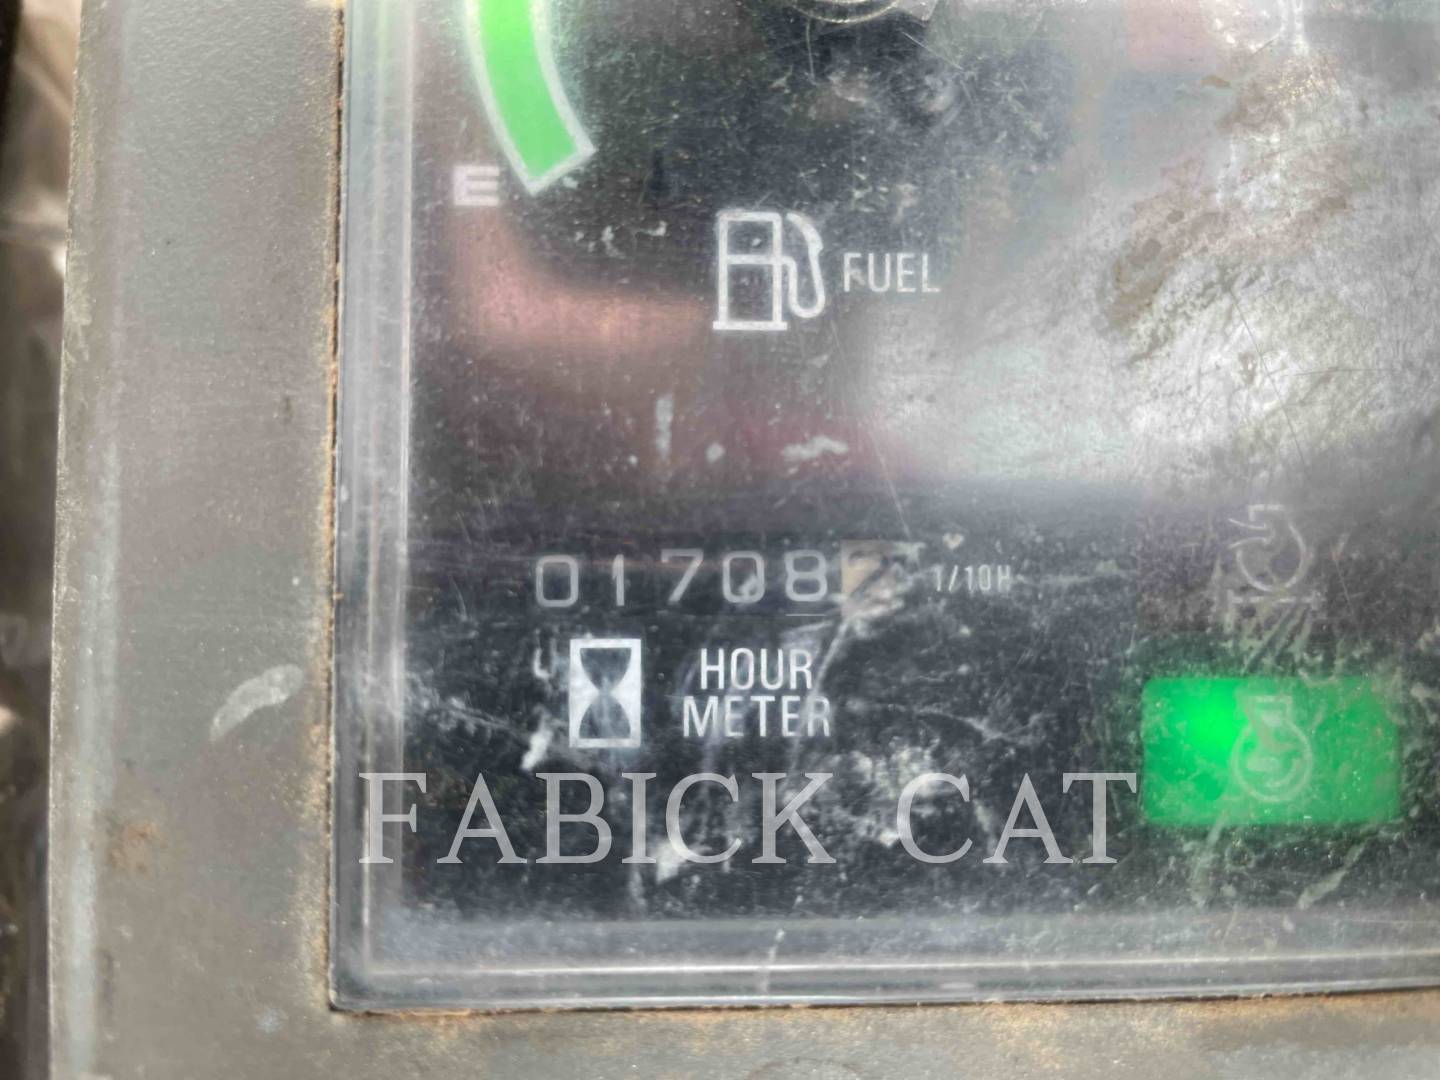 E
FUEL
01708 1/10H
HOUR
METER
FABICK CAT